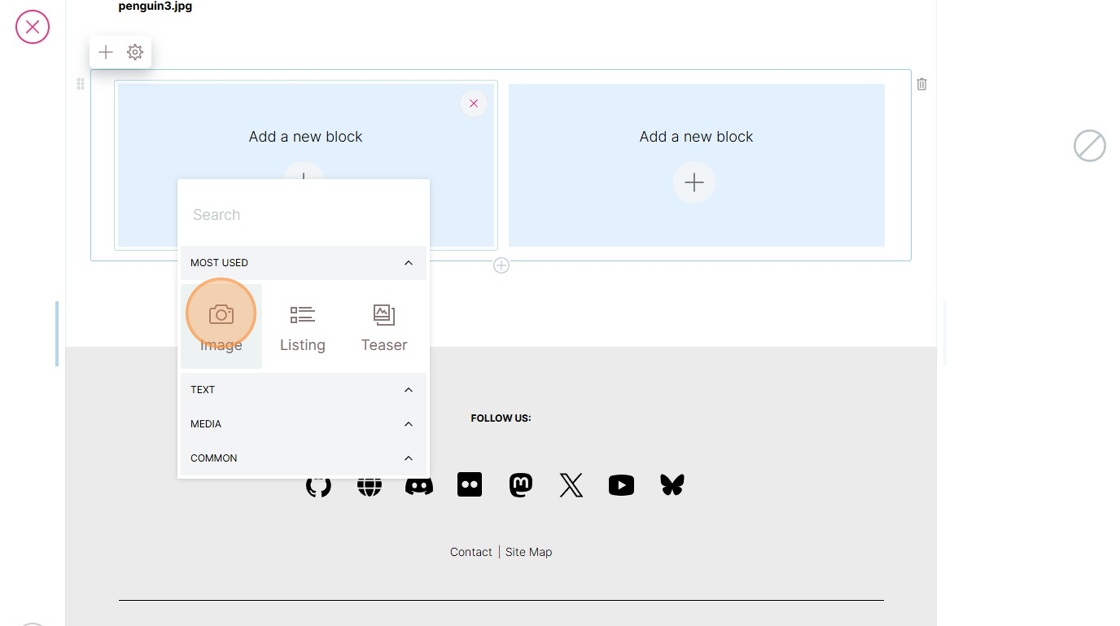 penguin3.jpg
Add a new block
Add a new block
Search
MOST USED
Image
Listing
Teaser
TEXT
MEDIA
COMMON
FOLLOW US:
Contact | Site Map